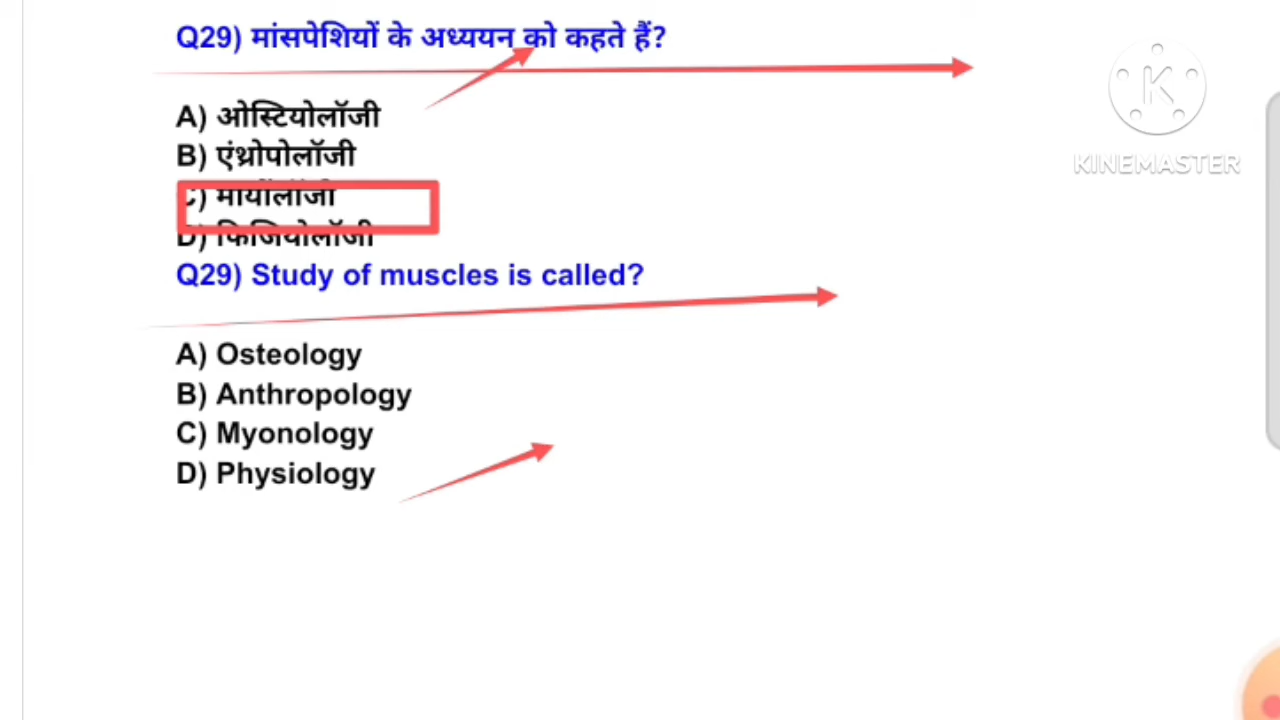 Q29) मांसपेशियों के अध्ययन को कहते हैं?
A) ओस्टियोलॉजी
B) एंथ्रोपोलॉजी
C) मायोलॉजी
D) फिजियोलॉजी
Q29) Study of muscles is called?
A) Osteology
B) Anthropology
C) Myonology
D) Physiology
KINEMASTER